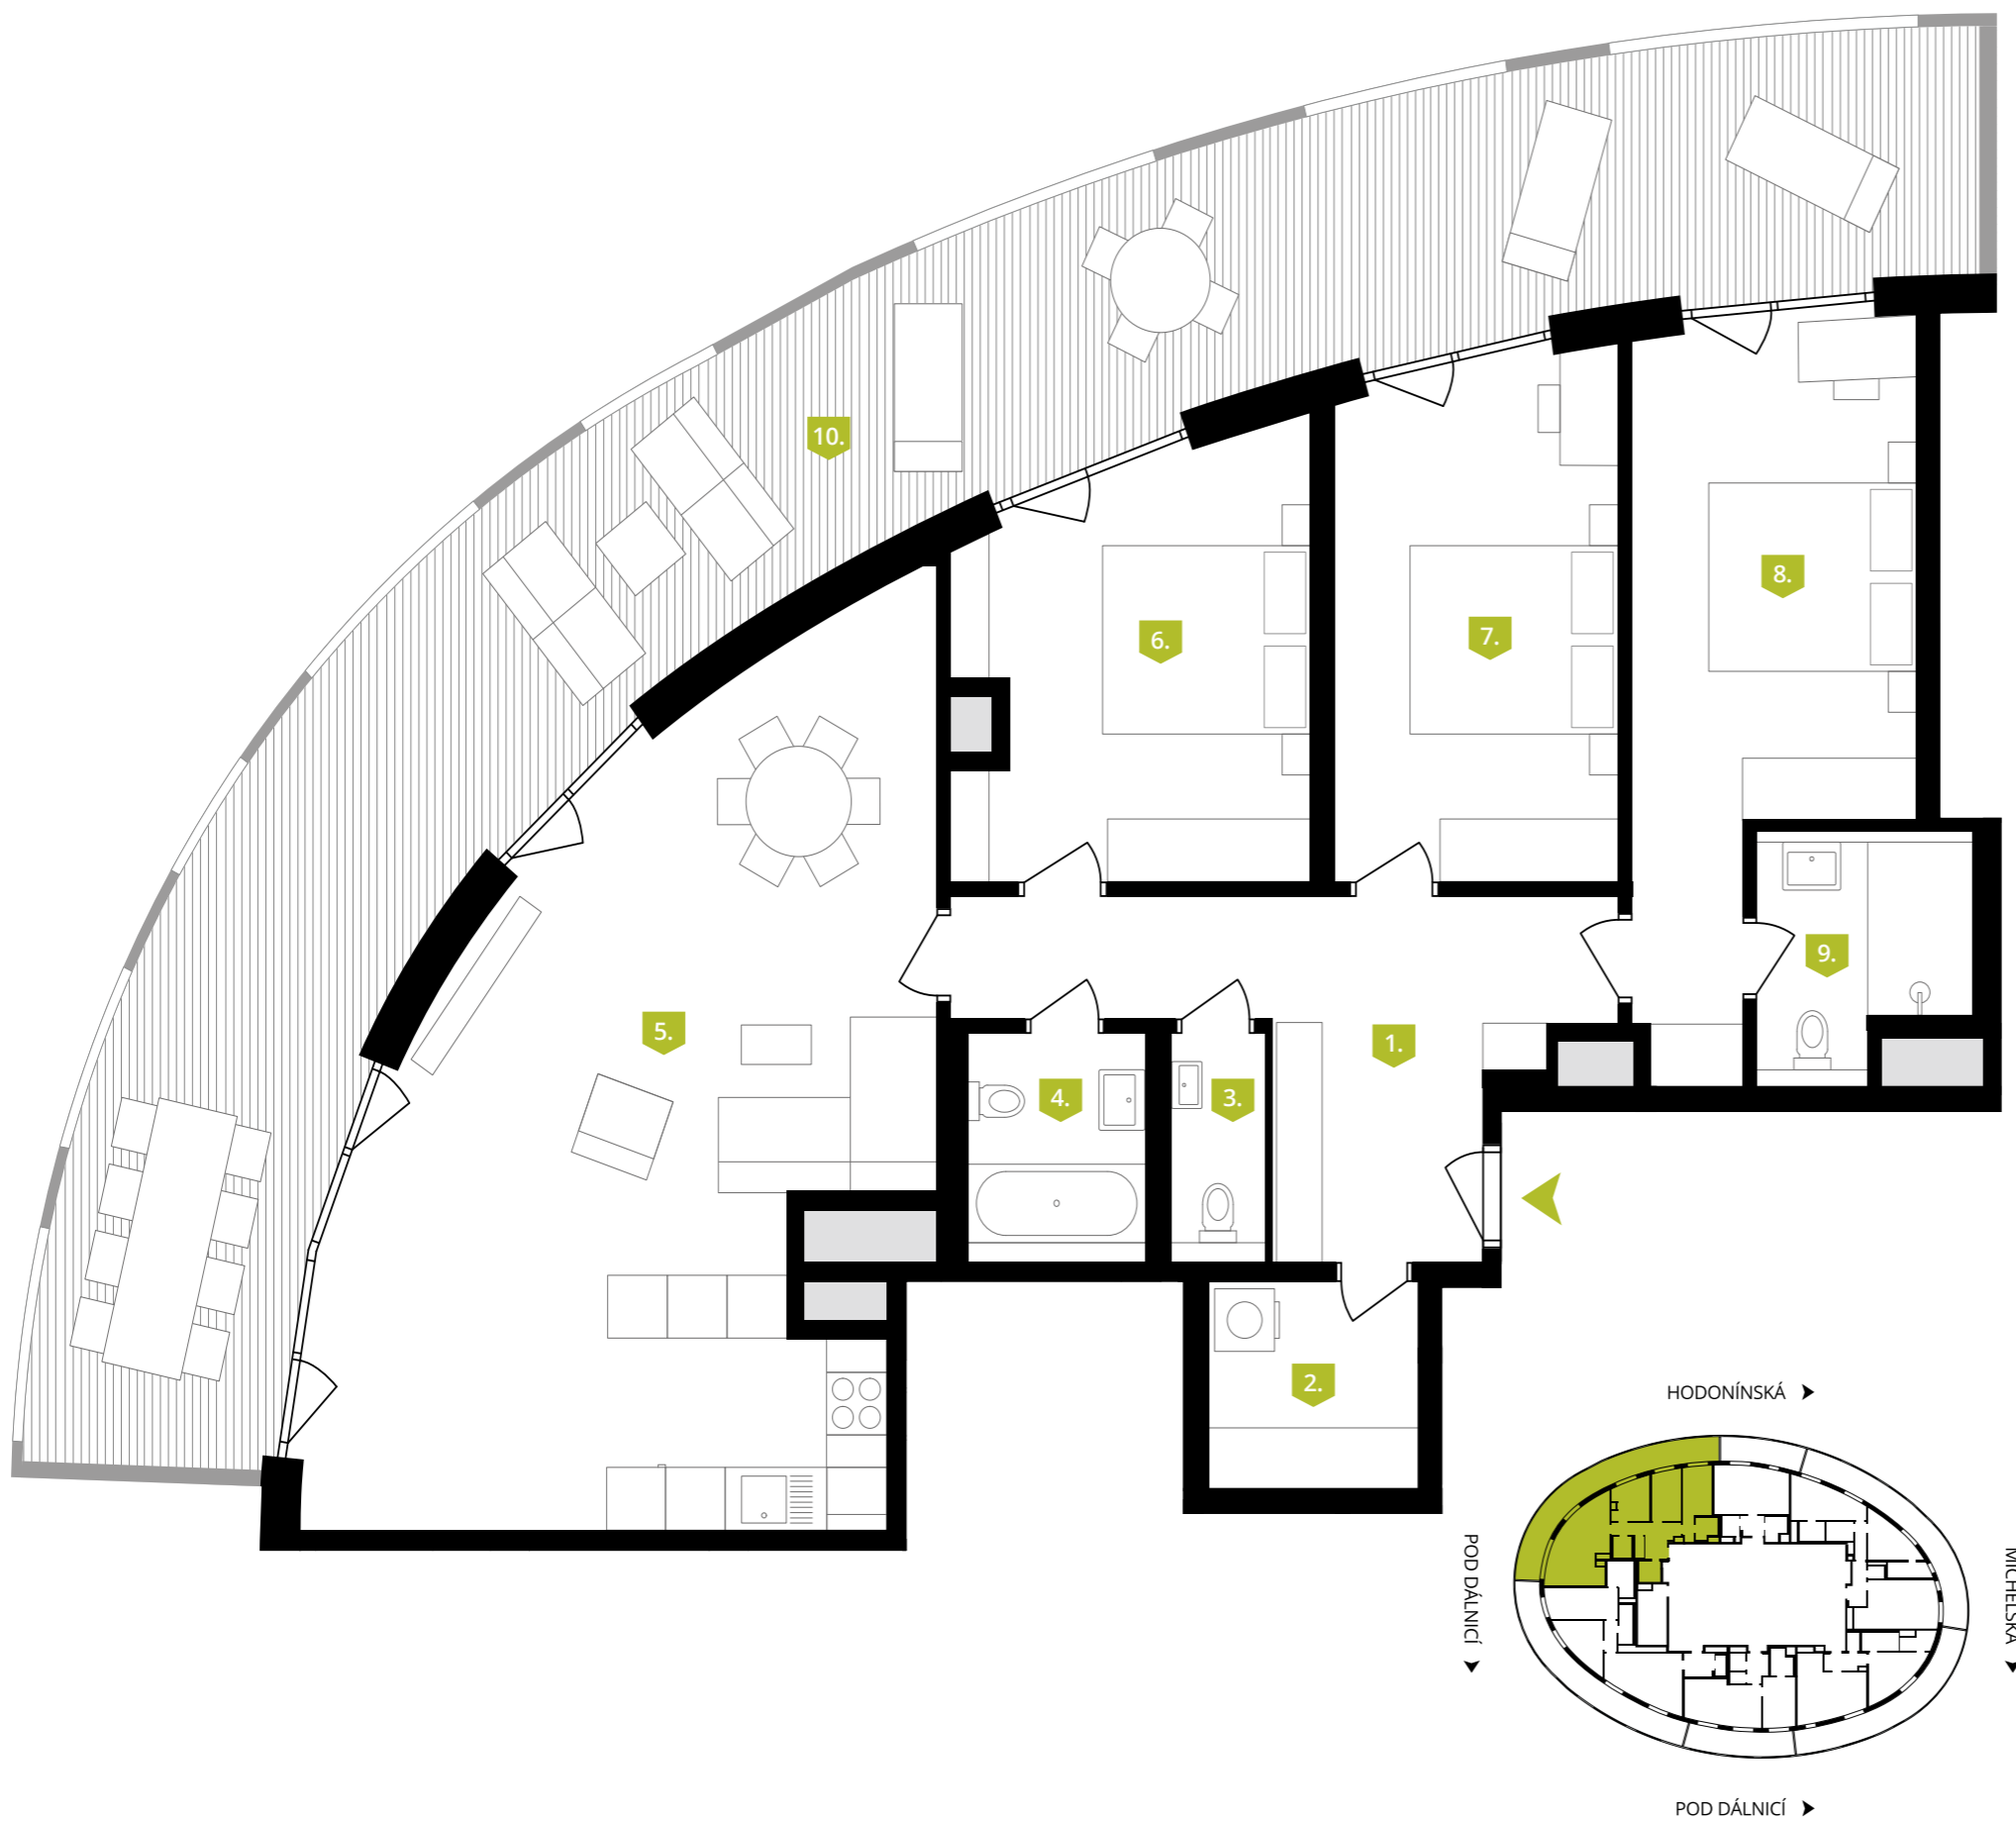 10.
6.
7.
8.
9.
5.
1.
4.
3.
2.
HODONÍNSKÁ
POD DÁLNICÍ
MICHELSKÁ
POD DÁLNICÍ